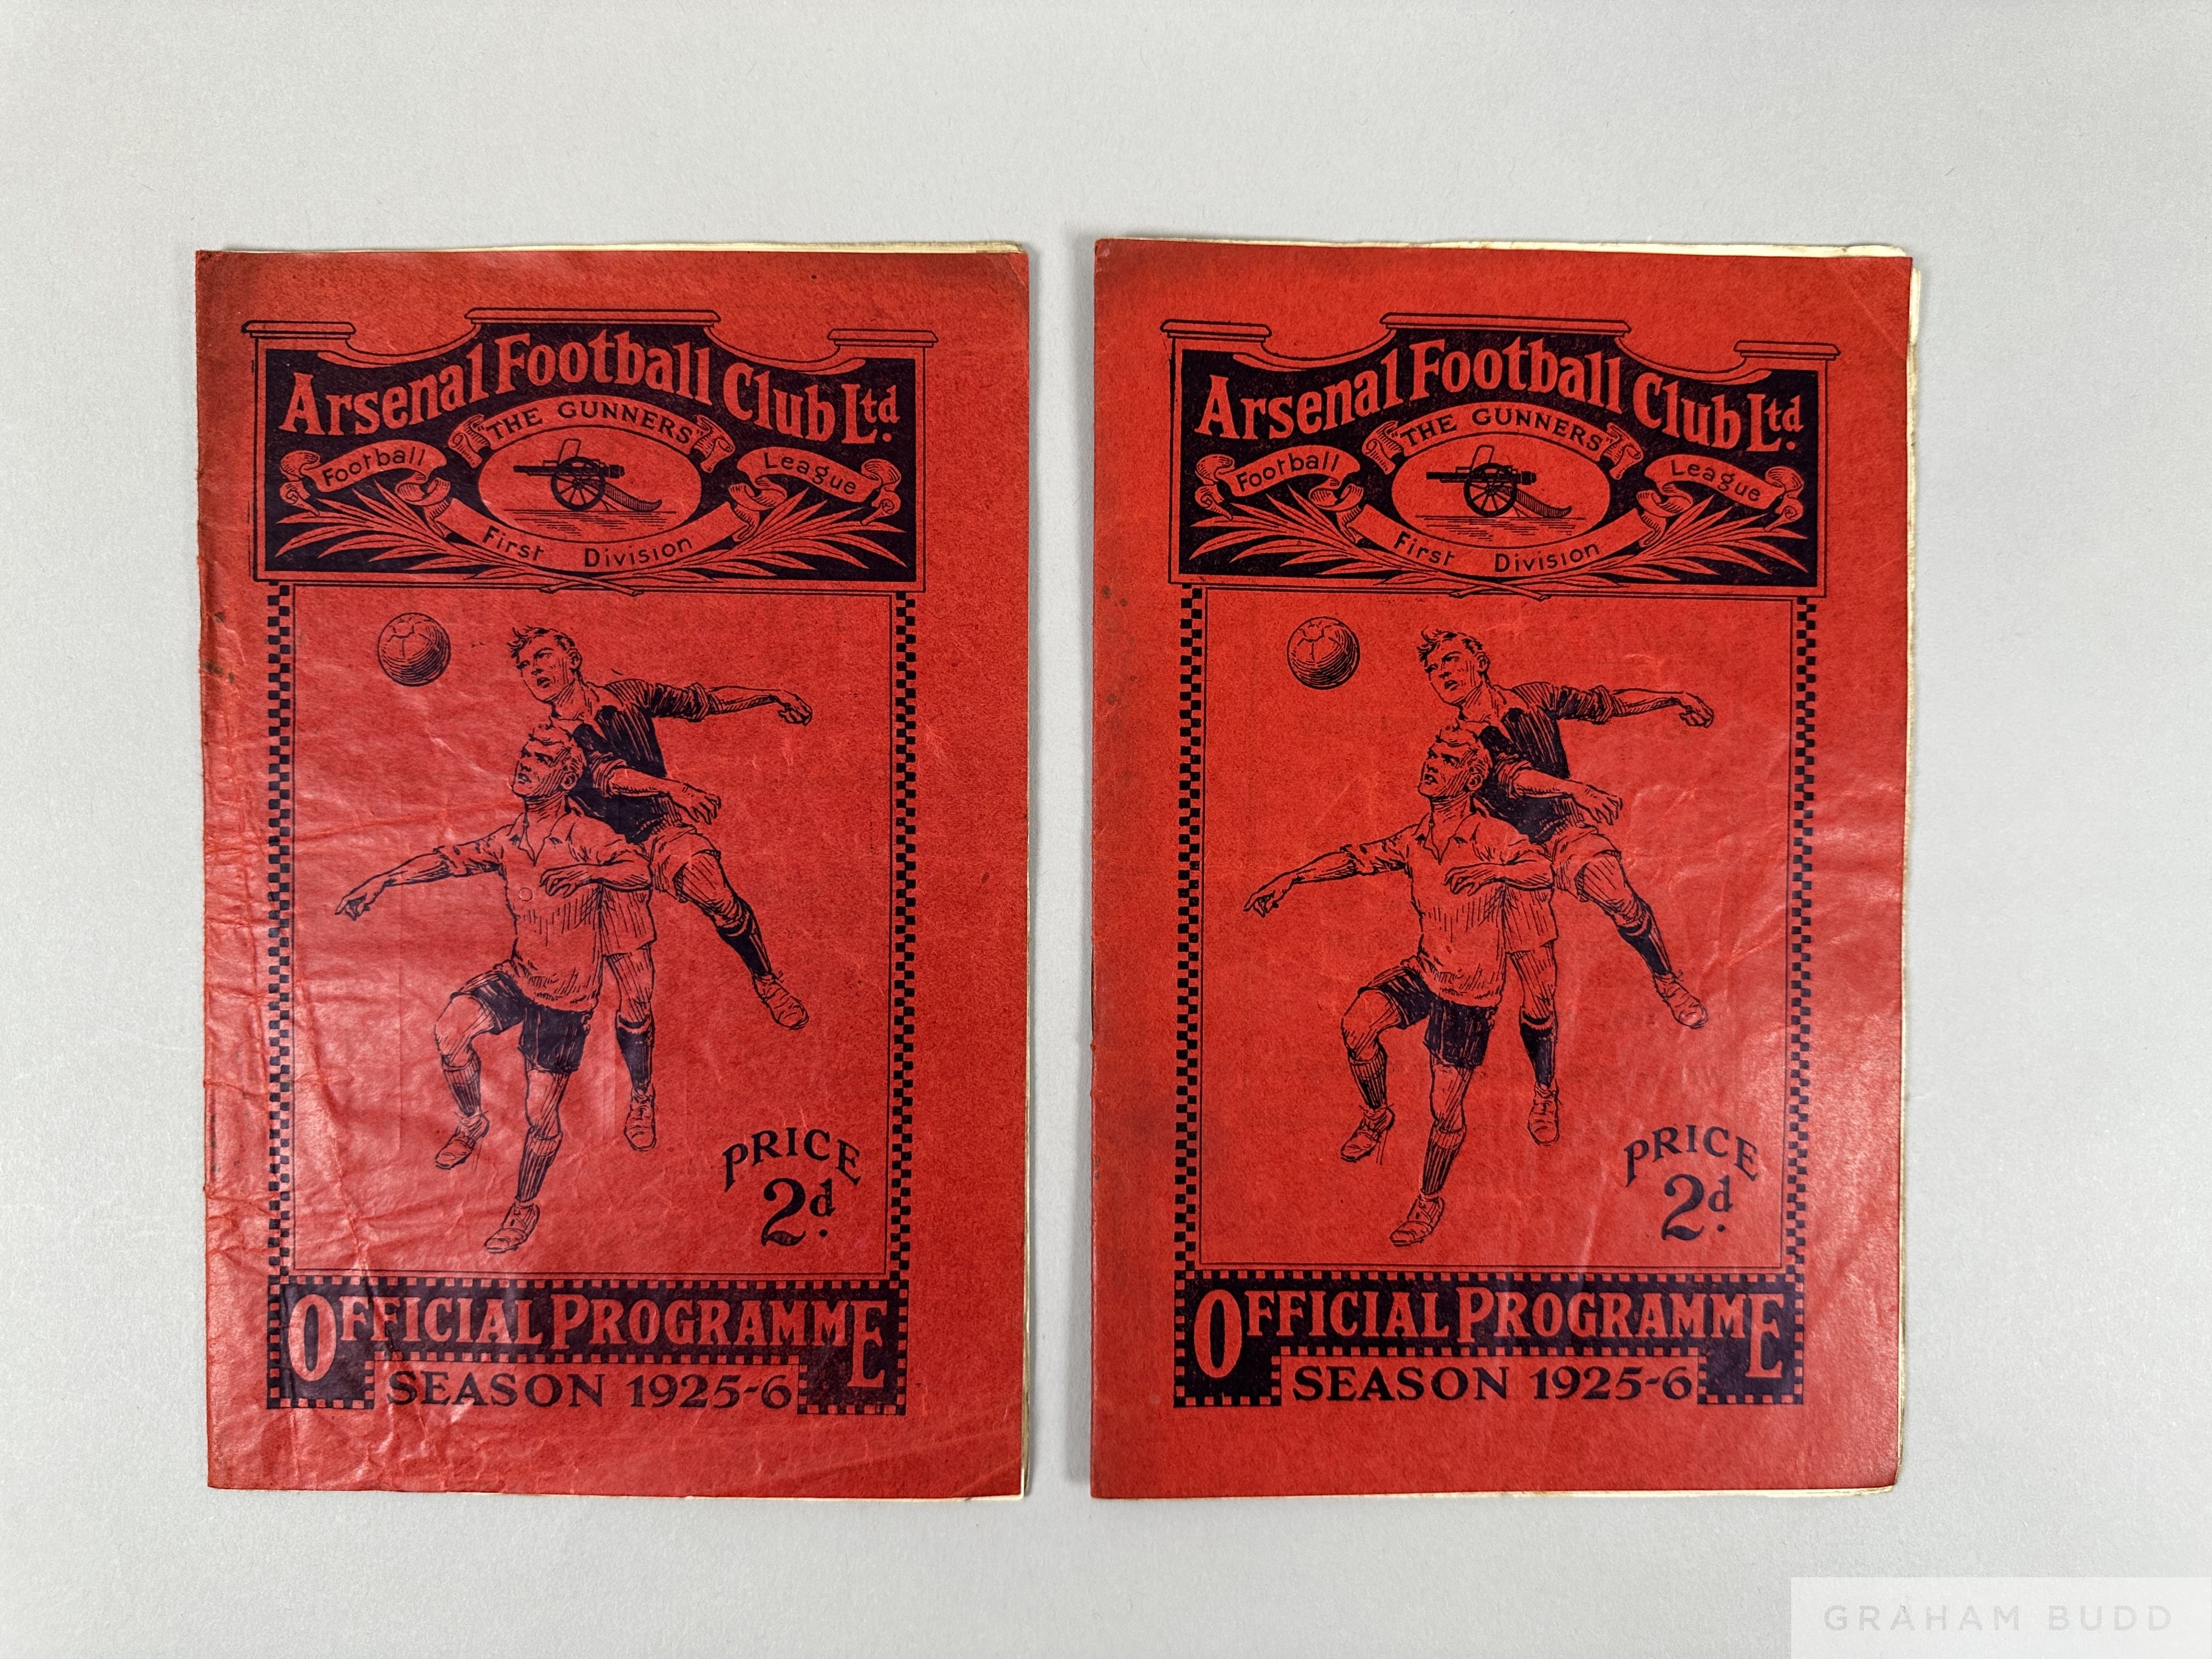 Arsenal Football Club Ltd.
"THE GUNNERS"
Football League
First Division
PRICE
2d.
OFFICIAL PROGRAMME
SEASON 1925-6
Arsenal Football Club Ltd.
"THE GUNNERS"
Football League
First Division
PRICE
2d.
OFFICIAL PROGRAMME
SEASON 1925-6
GRAHAM BUDD